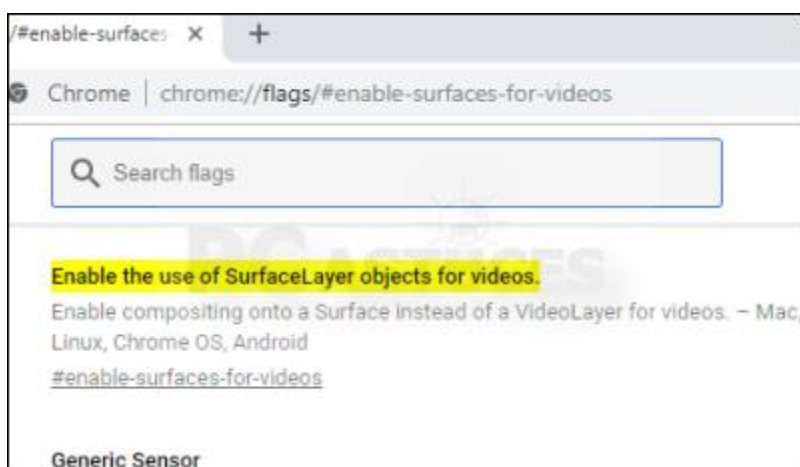 /#enable-surfaces
Chrome | chrome://flags/#enable-surfaces-for-videos
Search flags
PC ASTUCES
Enable the use of SurfaceLayer objects for videos.
Enable compositing onto a Surface instead of a VideoLayer for videos. – Mac,
Linux, Chrome OS, Android
#enable-surfaces-for-videos
Generic Sensor